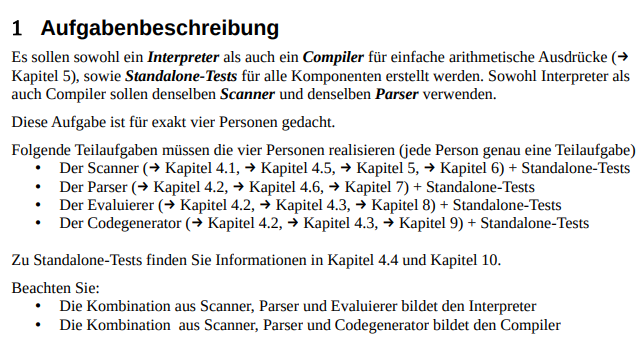 1 Aufgabenbeschreibung
Es sollen sowohl ein Interpreter als auch ein Compiler für einfache arithmetische Ausdrücke (→
Kapitel 5), sowie Standalone-Tests für alle Komponenten erstellt werden. Sowohl Interpreter als
auch Compiler sollen denselben Scanner und denselben Parser verwenden.
Diese Aufgabe ist für exakt vier Personen gedacht.
Folgende Teilaufgaben müssen die vier Personen realisieren (jede Person genau eine Teilaufgabe)
• Der Scanner (→ Kapitel 4.1, → Kapitel 4.5, → Kapitel 5, → Kapitel 6) + Standalone-Tests
• Der Parser (→ Kapitel 4.2, → Kapitel 4.6, → Kapitel 7) + Standalone-Tests
• Der Evaluierer (→ Kapitel 4.2, → Kapitel 4.3, → Kapitel 8) + Standalone-Tests
• Der Codegenerator (→ Kapitel 4.2, → Kapitel 4.3, → Kapitel 9) + Standalone-Tests
Zu Standalone-Tests finden Sie Informationen in Kapitel 4.4 und Kapitel 10.
Beachten Sie:
• Die Kombination aus Scanner, Parser und Evaluierer bildet den Interpreter
• Die Kombination aus Scanner, Parser und Codegenerator bildet den Compiler